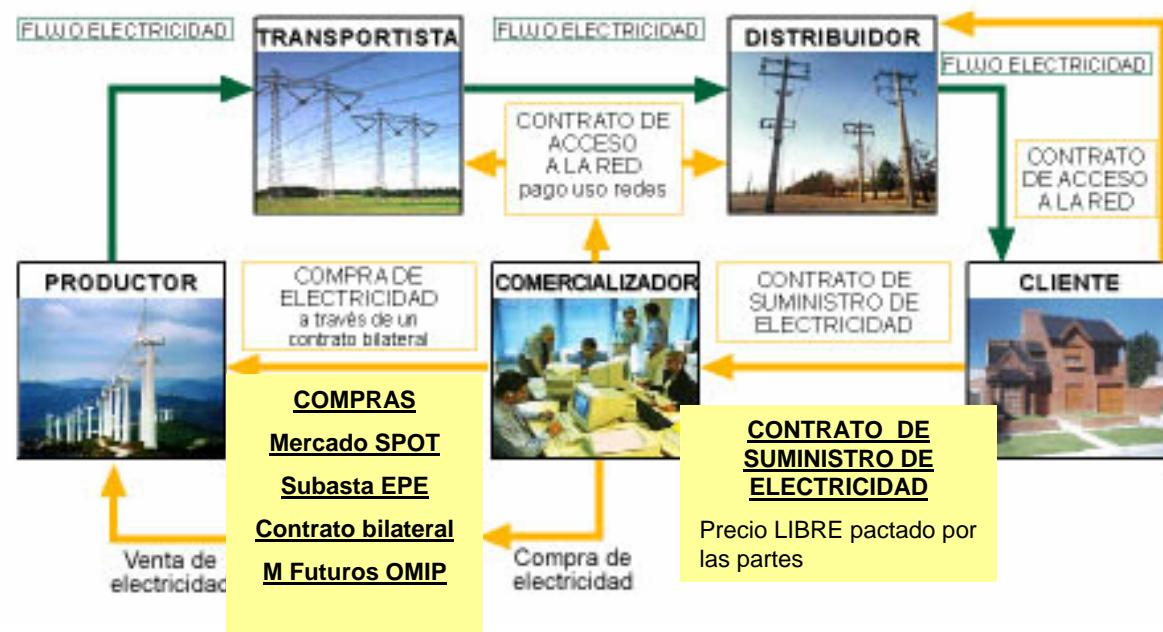 FLUJO ELECTRICIDAD
TRANSPORTISTA
FLUJO ELECTRICIDAD
DISTRIBUIDOR
FLUJO ELECTRICIDAD
CONTRATO DE
ACCESO
A LA RED
pago uso redes
CONTRATO
DE ACCESO
A LA RED
PRODUCTOR
COMPRA DE
ELECTRICIDAD
a través de un
contrato bilateral
COMERCIALIZADOR
CONTRATO DE
SUMINISTRO DE
ELECTRICIDAD
CLIENTE
COMPRAS
Mercado SPOT
Subasta EPE
Contrato bilateral
M Futuros OMIP
CONTRATO DE
SUMINISTRO DE
ELECTRICIDAD
Precio LIBRE pactado por
las partes
Venta de
electricidad
Compra de
electricidad